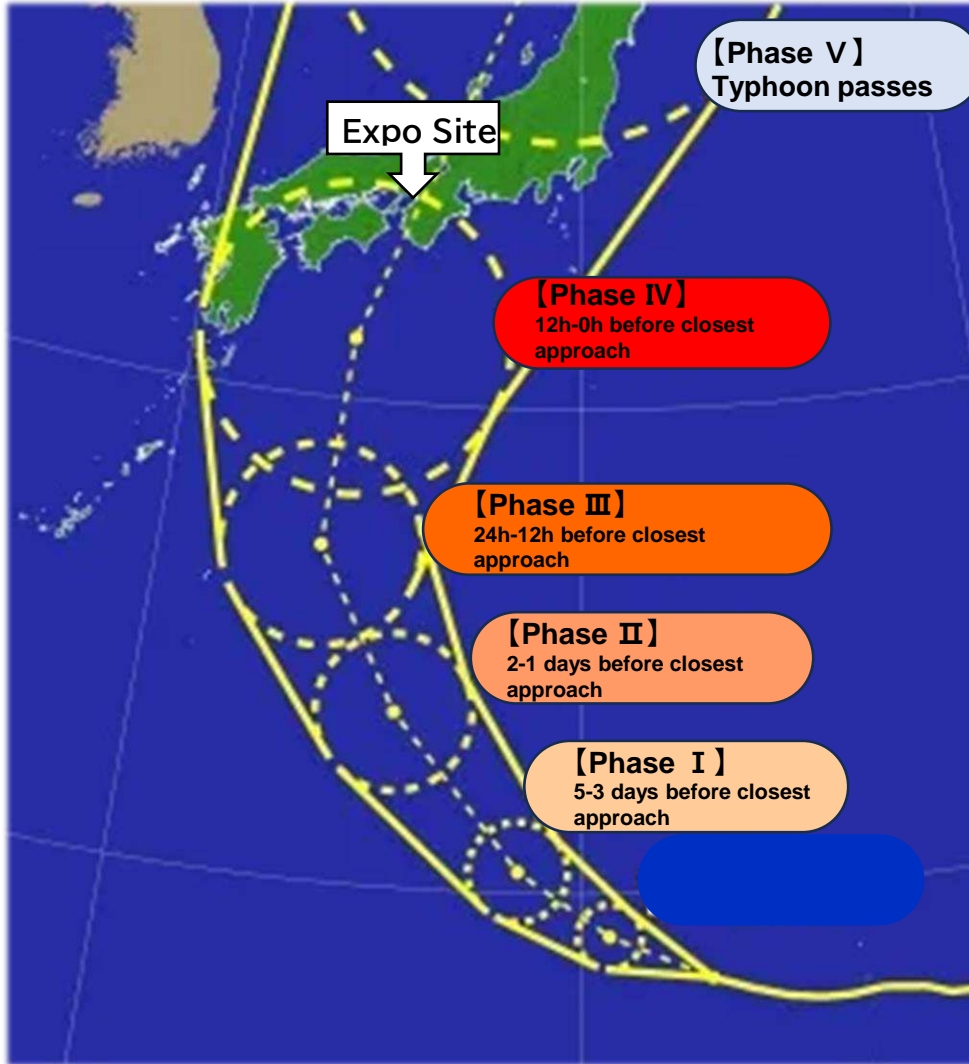 【Phase Ⅴ】
Typhoon passes
Expo Site
【Phase Ⅳ】
12h-0h before closest
approach
【Phase Ⅲ】
24h-12h before closest
approach
【Phase Ⅱ】
2-1 days before closest
approach
【Phase Ⅰ】
5-3 days before closest
approach